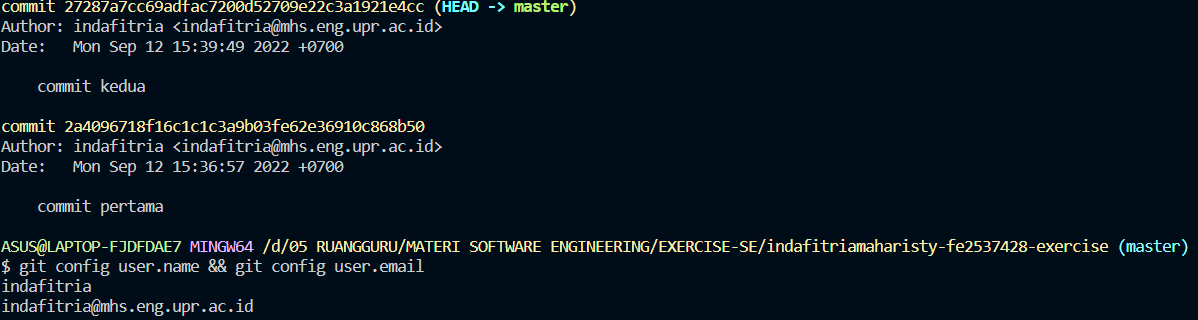 commit 27287a7cc69adfac7200d52709e22c3a1921e4cc (HEAD -> master)
Author: indafitria <indafitria@mhs.eng.upr.ac.id>
Date:   Mon Sep 12 15:39:49 2022 +0700
    commit kedua
commit 2a4096718f16c1c1c3a9b03fe62e36910c868b50
Author: indafitria <indafitria@mhs.eng.upr.ac.id>
Date:   Mon Sep 12 15:36:57 2022 +0700
    commit pertama
ASUS@LAPTOP-FJDFDAE7 MINGW64 /d/05 RUANGGURU/MATERI SOFTWARE ENGINEERING/EXERCISE-SE/indafitriamaharisty-fe2537428-exercise (master)
$ git config user.name && git config user.email
indafitria
indafitria@mhs.eng.upr.ac.id